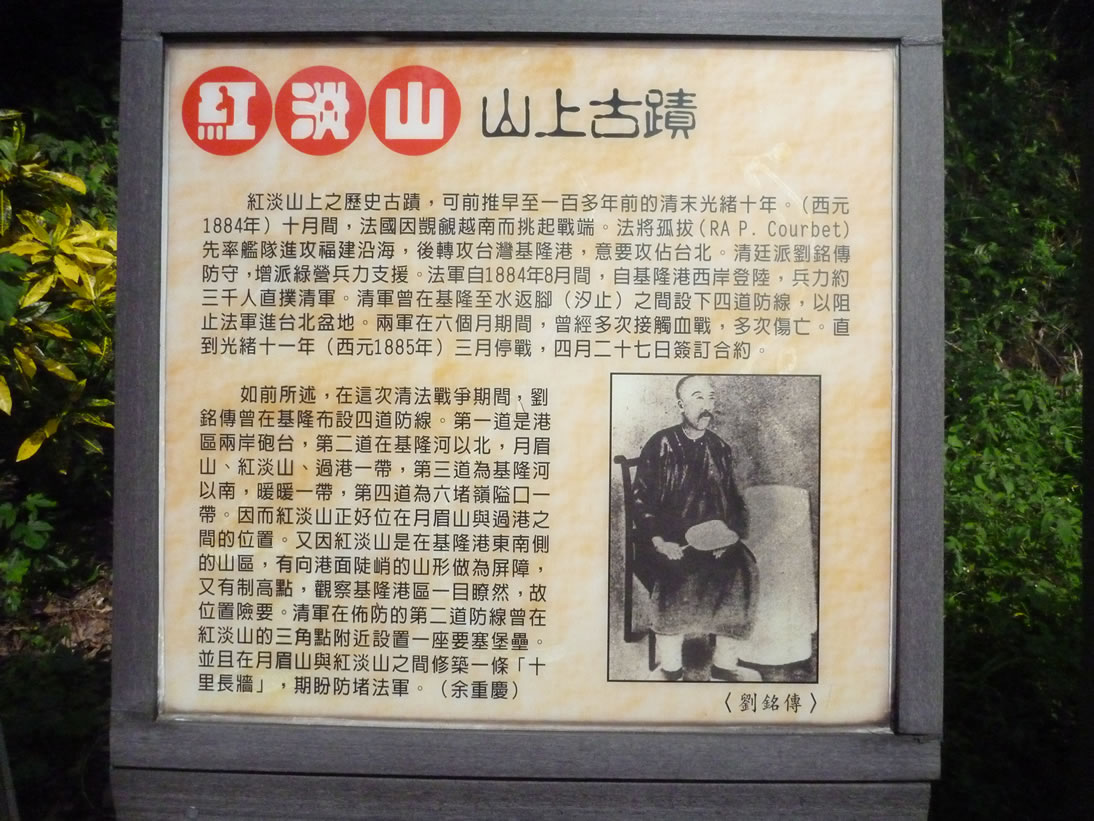 紅淡山 山上古蹟
紅淡山上之歷史古蹟，可前推早至一百多年前的清末光緒十年。(西元
1884年）十月間，法國因覬覦越南而挑起戰端。法將孤拔(RA P. Courbet)
先率艦隊進攻福建沿海，後轉攻台灣基隆港，意要攻佔台北。清廷派劉銘傳
防守，增派綠營兵力支援。法軍自1884年8月間，自基隆港西岸登陸，兵力約
三千人直撲清軍。清軍曾在基隆至水返腳（汐止）之間設下四道防線，以阻
止法軍進台北盆地。兩軍在六個月期間，曾經多次接觸血戰，多次傷亡。直
到光緒十一年（西元1885年）三月停戰，四月二十七日簽訂合約。
如前所述，在這次清法戰爭期間，劉
銘傳曾在基隆布設四道防線。第一道是港
區兩岸砲台，第二道在基隆河以北，月眉
山、紅淡山、過港一帶，第三道為基隆河
以南，暖暖一帶，第四道為六堵嶺隘口一
帶。因而紅淡山正好位在月眉山與過港之
間的位置。又因紅淡山是在基隆港東南側
的山區，有向港面陡峭的山形做為屏障，
又有制高點，觀察基隆港區一目瞭然，故
位置險要。清軍在佈防的第二道防線曾在
紅淡山的三角點附近設置一座要塞堡壘。
並且在月眉山與紅淡山之間修築一條「十
里長牆」，期盼防堵法軍。（余重慶）
〈劉銘傳〉